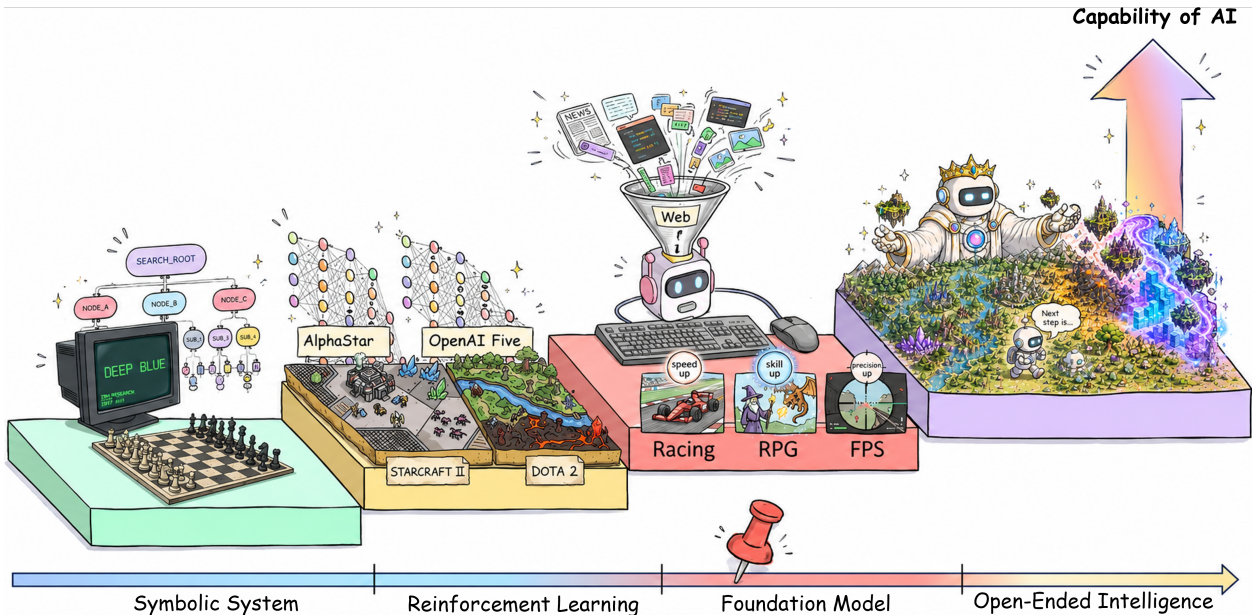 Capability of AI
NEWS
Web
SEARCH_ROOT
NODE_A
NODE_B
NODE_C
SUB_1
SUB_3
SUB_4
DEEP BLUE
AlphaStar
OpenAI Five
STARCRAFT II
DOTA 2
speed
up
skill
up
precision
up
Racing
RPG
FPS
Next
step is...
Symbolic System
Reinforcement Learning
Foundation Model
Open-Ended Intelligence